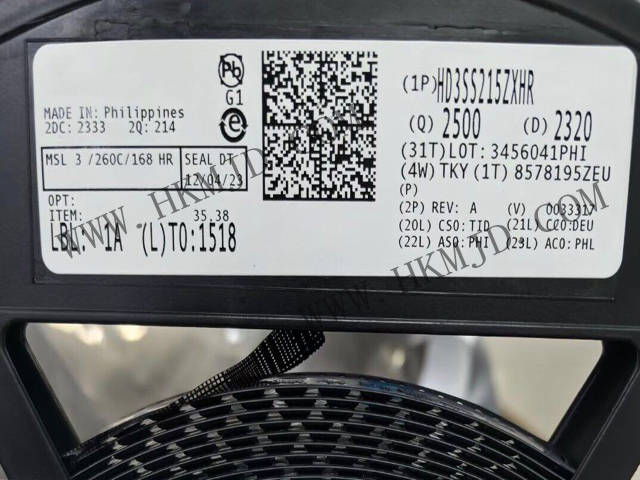 Pb
G1
e
MADE IN: Philippines
2DC: 2333 2Q: 214
MSL 3 /260C/168 HR
SEAL DT
12/04/23
OPT:
ITEM: 35.38
LBL: 1A (L)TO:1518
(1P)HD3SS215ZXHR
(Q) 2500 (D) 2320
(31T)LOT: 3456041PHI
(4W) TKY (1T) 8578195ZEU
(P)
(2P) REV: A (V) 0033317
(20L) CSO: TID (21L) CCO:DEU
(22L) ASO: PHI (23L) ACO: PHL
WWW.HKMJD.COM
WWW.HKMJD.COM